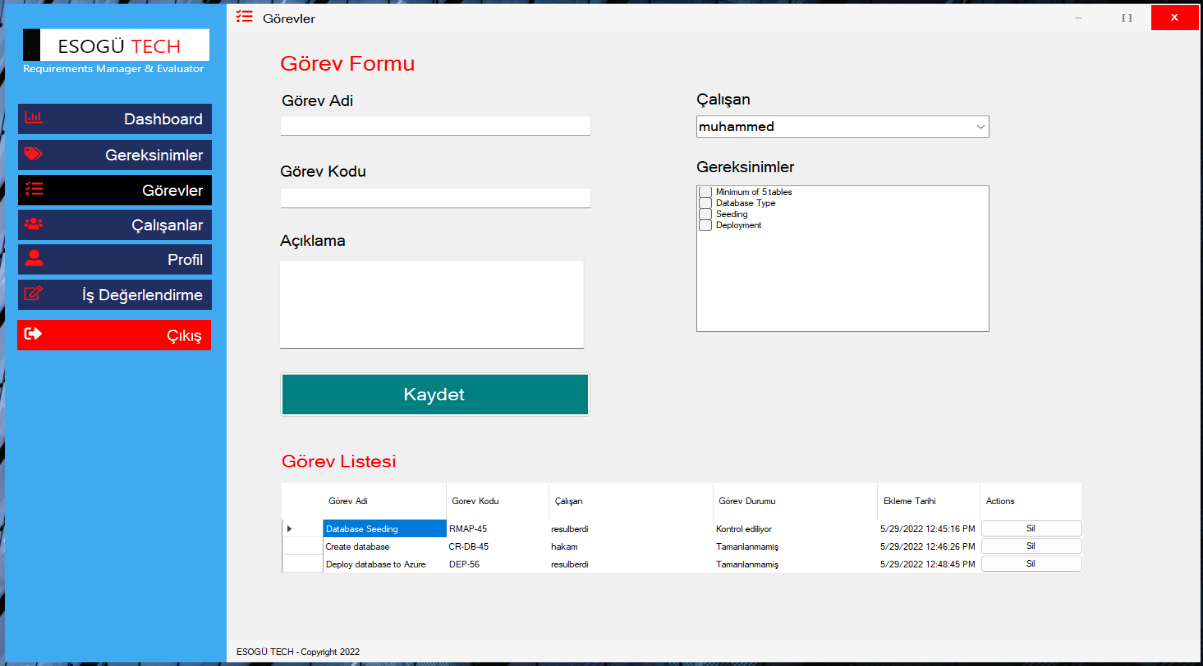 Görevler
[ ]
X
ESOGÜ TECH
Requirements Manager & Evaluator
Dashboard
Gereksinimler
Görevler
Çalışanlar
Profil
İş Değerlendirme
Çıkış
Görev Formu
Görev Adi
Görev Kodu
Açıklama
Kaydet
Çalışan
muhammed
Gereksinimler
Minimum of 5 tables
Database Type
Seeding
Deployment
Görev Listesi
Görev Adi Gorev Kodu Çalışan Görev Durumu Ekleme Tarihi Actions
Database Seeding RMAP-45 resulberdi Kontrol ediliyor 5/29/2022 12:45:16 PM Sil
Create database CR-DB-45 hakam Tamanlanmamiş 5/29/2022 12:46:26 PM Sil
Deploy database to Azure DEP-56 resulberdi Tamanlanmamiş 5/29/2022 12:48:45 PM Sil
ESOGÜ TECH - Copyright 2022